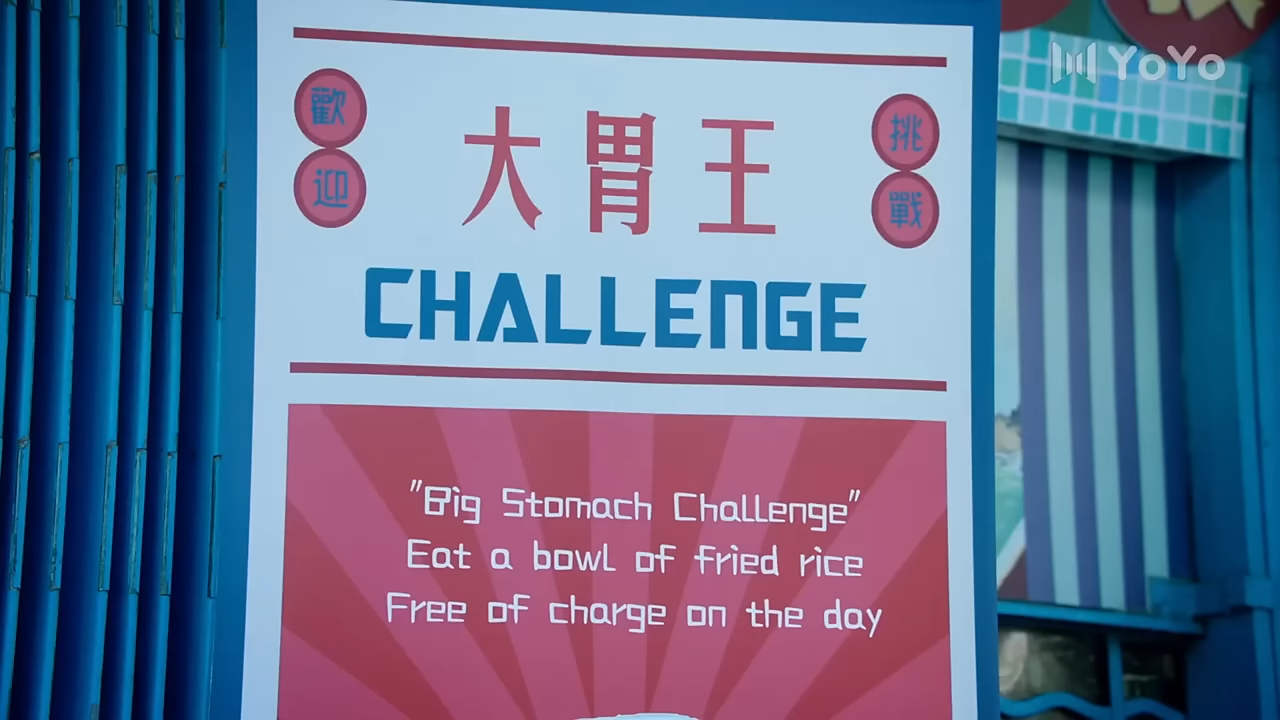 歡迎
大胃王
挑戰
CHALLENGE
"Big Stomach Challenge"
Eat a bowl of fried rice
Free of charge on the day
YoYo